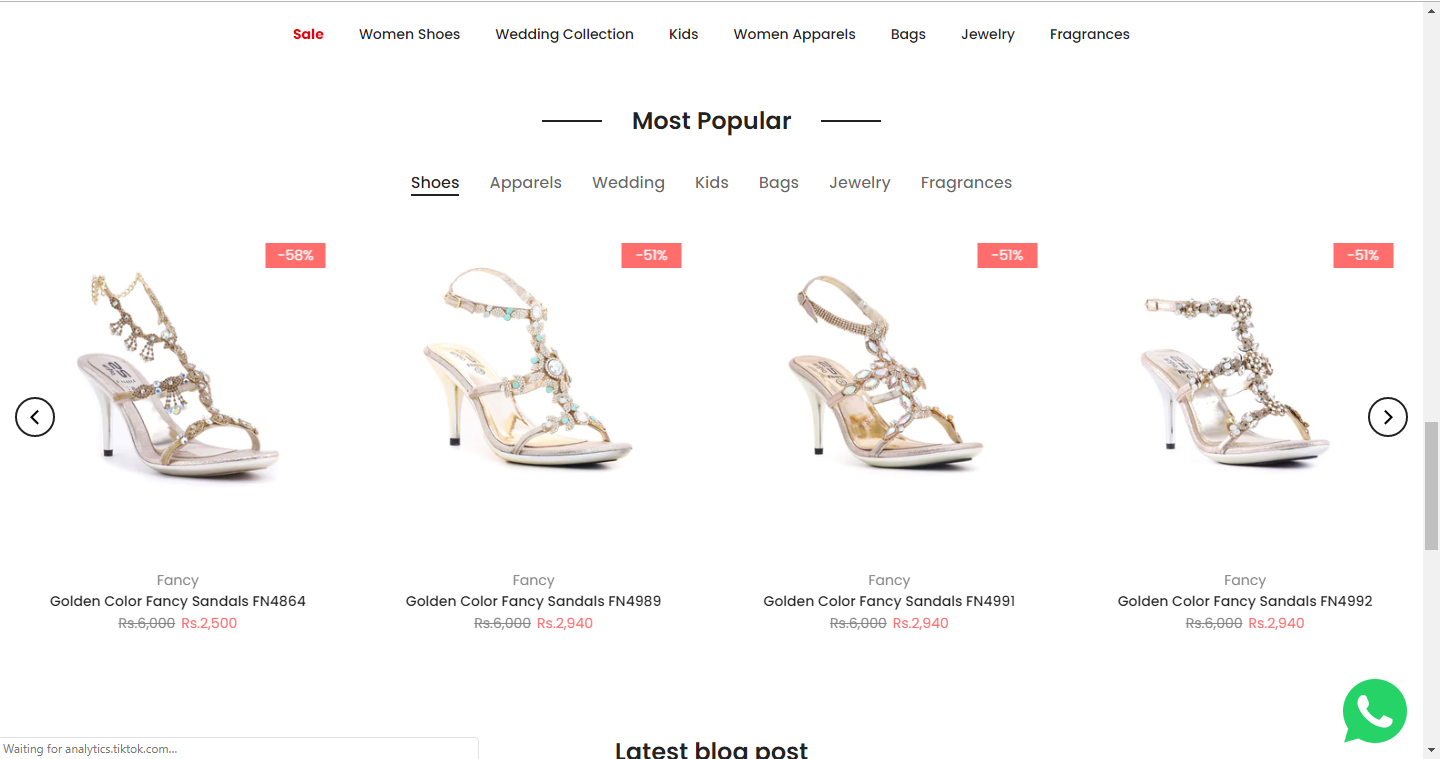 Sale Women Shoes Wedding Collection Kids Women Apparels Bags Jewelry Fragrances
Most Popular
Shoes Apparels Wedding Kids Bags Jewelry Fragrances
-58% -51% -51% -51%
Fancy Fancy Fancy Fancy
Golden Color Fancy Sandals FN4864 Golden Color Fancy Sandals FN4989 Golden Color Fancy Sandals FN4991 Golden Color Fancy Sandals FN4992
Rs.6,000 Rs.2,500 Rs.6,000 Rs.2,940 Rs.6,000 Rs.2,940 Rs.6,000 Rs.2,940
Latest blog post
Waiting for analytics.tiktok.com...